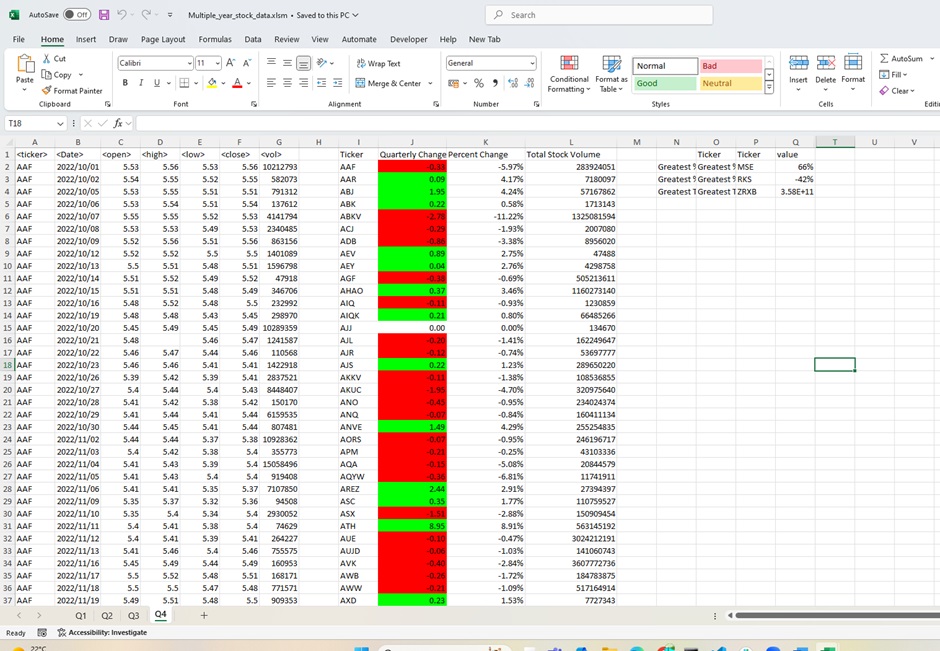 AutoSave Off Multiple_year_stock_data.xlsm • Saved to this PC Search
File Home Insert Draw Page Layout Formulas Data Review View Automate Developer Help New Tab
Paste Cut Copy Format Painter Clipboard
Calibri 11 A A B I U A Font
Wrap Text Merge & Center Alignment
General % Number
Conditional Formatting Format as Table Normal Bad Good Neutral Styles
Insert Delete Format Cells
AutoSum Fill Clear
T18 fx
A B C D E F G H I J K L M N O P Q T U V
1 <ticker> <Date> <open> <high> <low> <close> <vol> Ticker Quarterly Change Percent Change Total Stock Volume Ticker Ticker value
2 AAF 2022/10/01 5.53 5.56 5.53 5.56 10212793 AAF -5.97% 283924051 Greatest Greatest MSE 66%
3 AAF 2022/10/04 5.54 5.55 5.52 5.52 582073 AAR 0.09 4.17% 7180097 Greatest Greatest RKS -42%
4 AAF 2022/10/05 5.53 5.55 5.51 5.54 791312 ABJ 1.95 4.24% 57167862 Greatest T Greatest T ZRXB 3.58E+11
5 AAF 2022/10/06 5.53 5.54 5.51 5.54 137612 ABK 0.22 0.58% 1713143
6 AAF 2022/10/07 5.55 5.55 5.52 5.53 4141794 ABKV -2.78 -11.22% 1325081594
7 AAF 2022/10/08 5.53 5.53 5.49 5.53 2340485 ACJ -0.29 -1.93% 2007080
8 AAF 2022/10/09 5.52 5.56 5.51 5.56 863156 ADB -0.86 -3.38% 8956020
9 AAF 2022/10/12 5.52 5.52 5.5 5.5 1401089 AEV 0.89 2.75% 47488
10 AAF 2022/10/13 5.5 5.51 5.48 5.51 1596798 AEY 0.04 2.76% 4298758
11 AAF 2022/10/14 5.51 5.52 5.49 5.52 47918 AGF -0.69% 505213611
12 AAF 2022/10/15 5.51 5.51 5.48 5.49 346706 AHAO 0.37 3.46% 1160273140
13 AAF 2022/10/16 5.48 5.52 5.48 5.5 232992 AIQ -0.11 -0.93% 1230859
14 AAF 2022/10/19 5.48 5.48 5.43 5.45 298970 AIQK 0.21 0.80% 66485266
15 AAF 2022/10/20 5.45 5.49 5.45 5.49 10289359 AJJ 0.00 0.00% 134670
16 AAF 2022/10/21 5.48 5.46 5.47 1241587 AJL -0.20 -1.41% 162249647
17 AAF 2022/10/22 5.46 5.47 5.44 5.46 110568 AJR -0.12 -0.74% 53697777
18 AAF 2022/10/23 5.46 5.46 5.41 5.41 1422918 AJS 0.22 1.23% 289650220
19 AAF 2022/10/26 5.39 5.42 5.39 5.41 2837521 AKKV -0.11 -1.38% 108536855
20 AAF 2022/10/27 5.4 5.44 5.4 5.43 8448407 AKUC -1.95 -4.70% 320975640
21 AAF 2022/10/28 5.41 5.42 5.38 5.42 150170 ANO -0.45 -0.95% 234024374
22 AAF 2022/10/29 5.41 5.44 5.41 5.44 6159535 ANQ -0.07 -0.84% 160411134
23 AAF 2022/10/30 5.44 5.45 5.41 5.44 807481 ANVE 1.49 4.29% 255254835
24 AAF 2022/11/02 5.44 5.44 5.37 5.38 10928362 AORS -0.07 -0.95% 246196717
25 AAF 2022/11/03 5.4 5.42 5.38 5.4 355773 APM -0.21 -0.25% 43103336
26 AAF 2022/11/04 5.41 5.43 5.39 5.4 15058496 AQA -0.15 -5.08% 20844579
27 AAF 2022/11/05 5.41 5.43 5.4 5.4 919408 AQYW -0.36 -6.81% 11741911
28 AAF 2022/11/06 5.41 5.41 5.35 5.37 7107850 AREZ 2.44 2.91% 27394397
29 AAF 2022/11/09 5.35 5.37 5.32 5.36 94508 ASC 0.35 1.77% 110759527
30 AAF 2022/11/10 5.35 5.4 5.34 5.4 2930052 ASX -1.51 -2.88% 150909454
31 AAF 2022/11/11 5.4 5.41 5.38 5.4 74629 ATH 8.95 8.91% 563145192
32 AAF 2022/11/12 5.4 5.41 5.39 5.41 264227 AUE -0.10 -0.47% 3024212191
33 AAF 2022/11/13 5.41 5.46 5.4 5.46 755575 AUJD -0.06 -1.03% 141060743
34 AAF 2022/11/16 5.45 5.49 5.44 5.49 160953 AVK -0.40 -2.84% 3607772736
35 AAF 2022/11/17 5.5 5.52 5.48 5.51 168171 AWB -0.26 -1.72% 184783875
36 AAF 2022/11/18 5.5 5.5 5.47 5.48 771571 AWW -0.21 -1.09% 517164914
37 AAF 2022/11/19 5.49 5.51 5.48 5.5 909353 AXD 0.23 1.53% 7727343
Q1 Q2 Q3 Q4 +
Ready Accessibility: Investigate
22°C